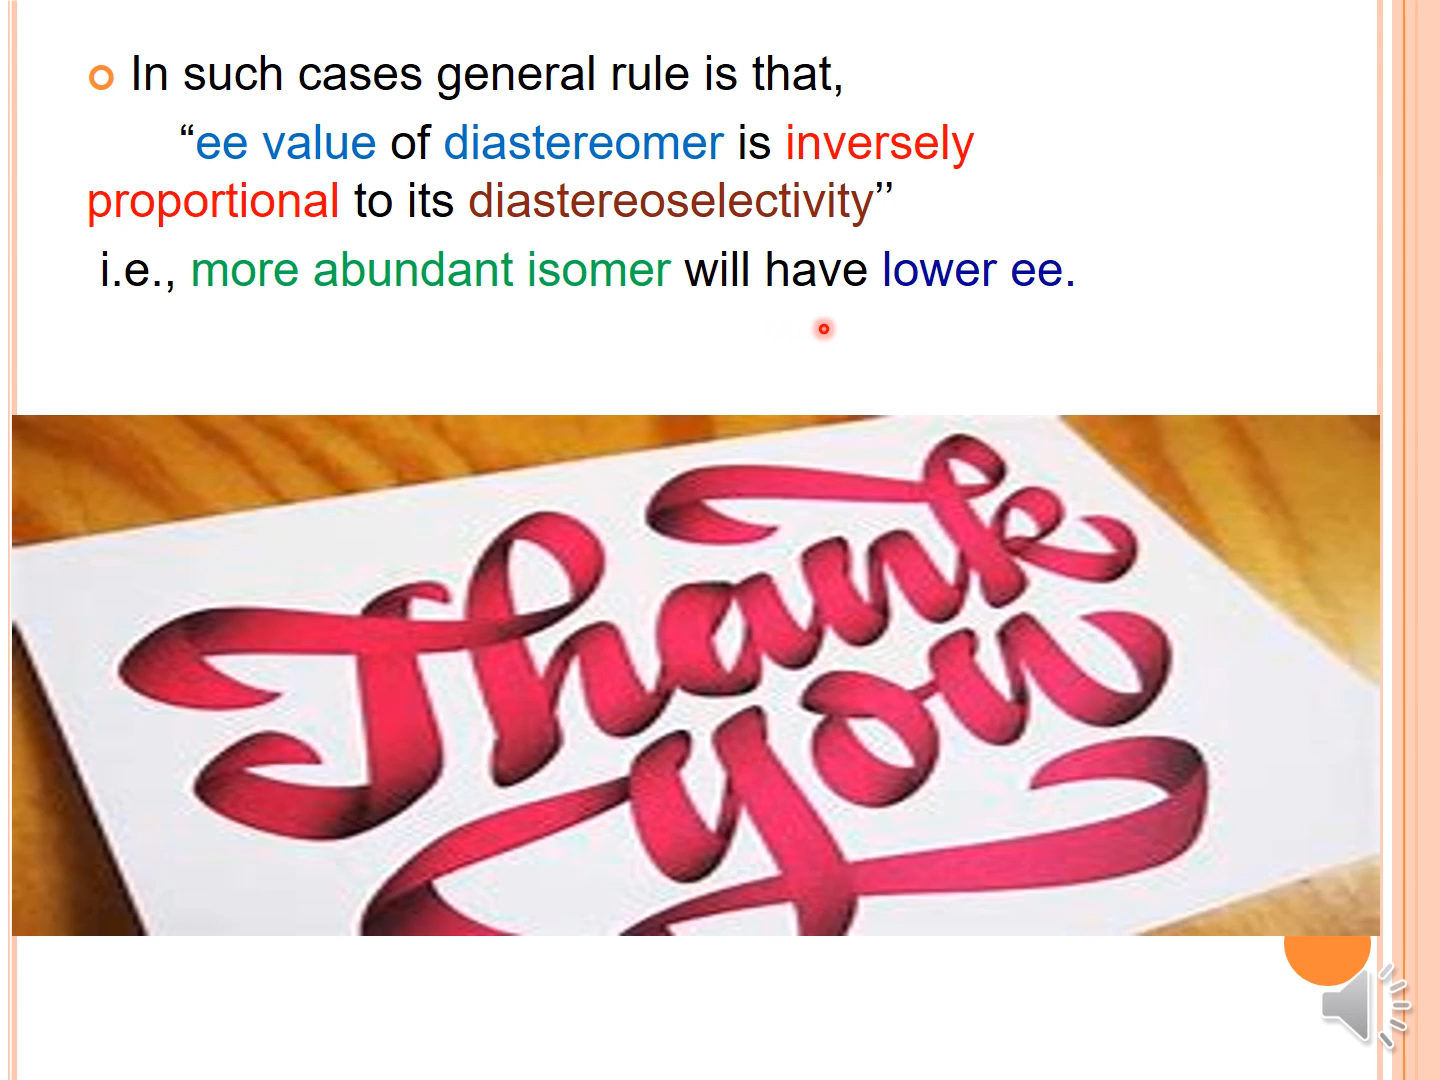 In such cases general rule is that,
“ee value of diastereomer is inversely
proportional to its diastereoselectivity’’
i.e., more abundant isomer will have lower ee.
Thank
you